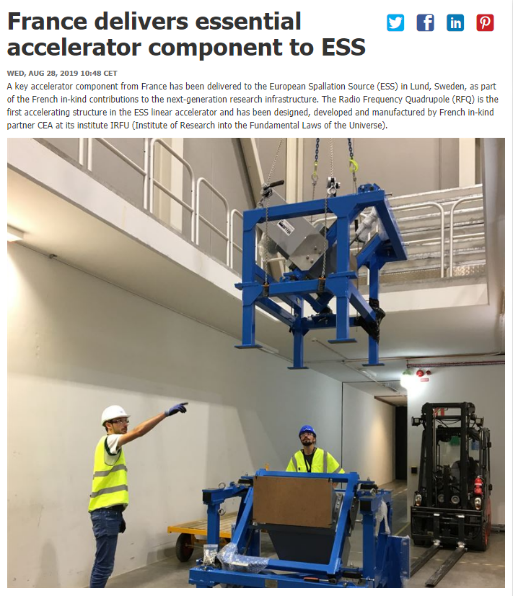 France delivers essential
accelerator component to ESS
WED, AUG 28, 2019 10:48 CET
A key accelerator component from France has been delivered to the European Spallation Source (ESS) in Lund, Sweden, as part
of the French in-kind contributions to the next-generation research infrastructure. The Radio Frequency Quadrupole (RFQ) is the
first accelerating structure in the ESS linear accelerator and has been designed, developed and manufactured by French in-kind
partner CEA at its institute IRFU (Institute of Research into the Fundamental Laws of the Universe).